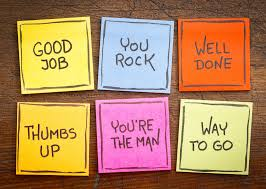 GOOD
JOB
YOU
ROCK
WELL
DONE
THUMBS
UP
YOU'RE
THE MAN
WAY
TO GO